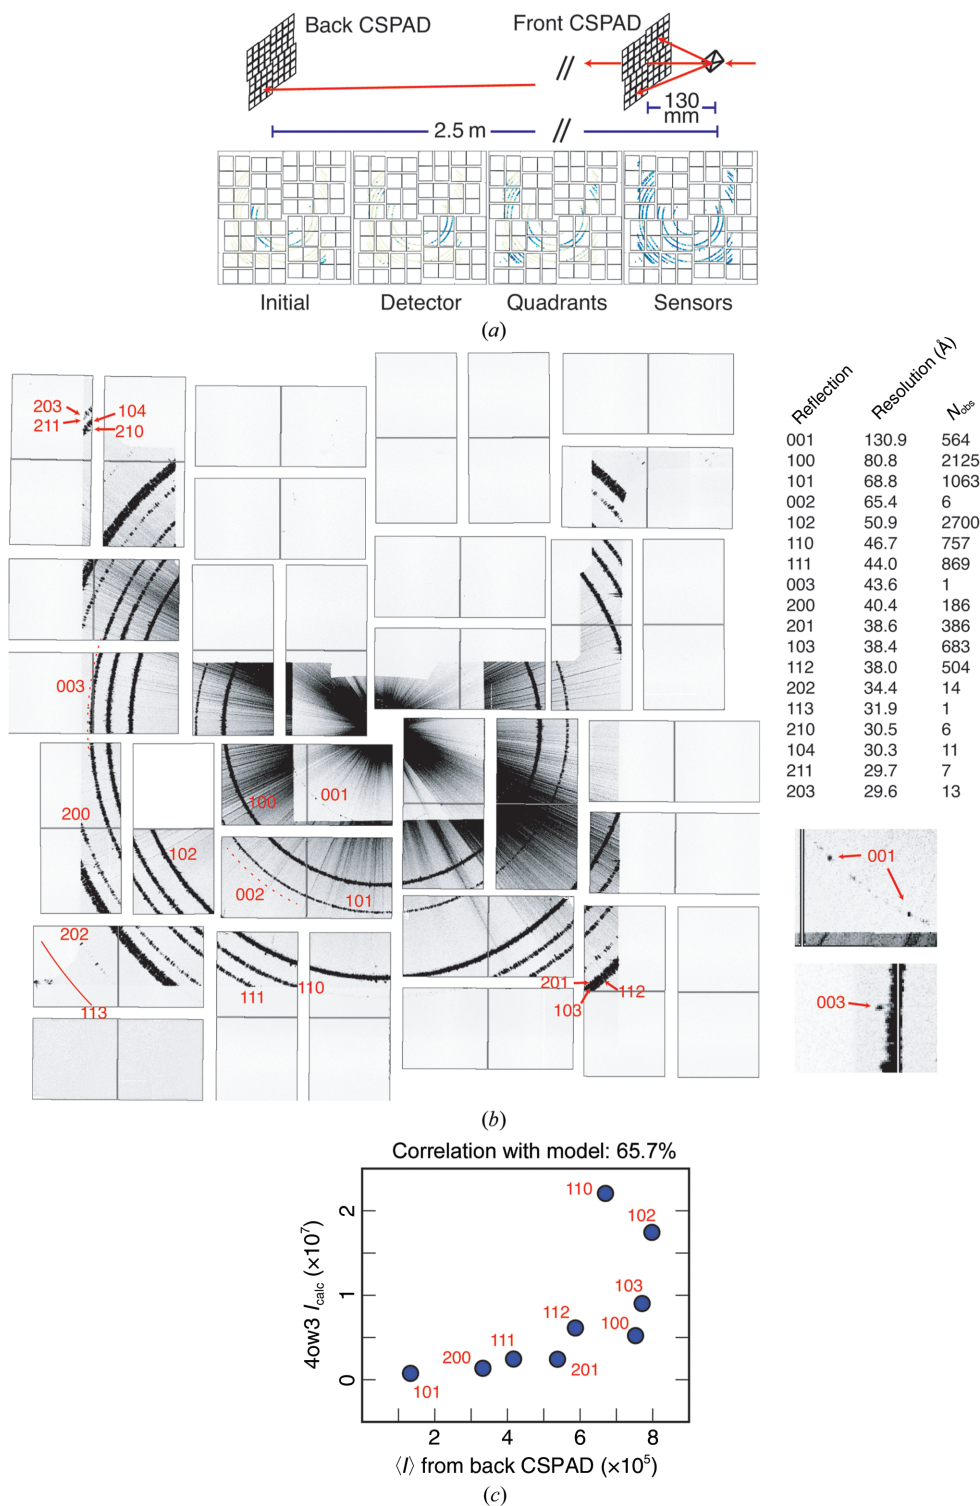 Back CSPAD
Front CSPAD
//
130
mm
2.5 m
//
Initial
Detector
Quadrants
Sensors
(a)
Reflection
Resolution (Å)
Nobs
001 130.9 564
100 80.8 2125
101 68.8 1063
002 65.4 6
102 50.9 2700
110 46.7 757
111 44.0 869
003 43.6 1
200 40.4 186
201 38.6 386
103 38.4 683
112 38.0 504
202 34.4 14
113 31.9 1
210 30.5 6
104 30.3 11
211 29.7 7
203 29.6 13
203
104
211
210
003
200
100
001
102
002
101
202
113
111
110
201
112
103
001
003
(b)
Correlation with model: 65.7%
4ow3 Icalc (×10⁷)
2
1
0
110
102
103
100
112
111
200
201
101
2 4 6 8
⟨I⟩ from back CSPAD (×10⁵)
(c)